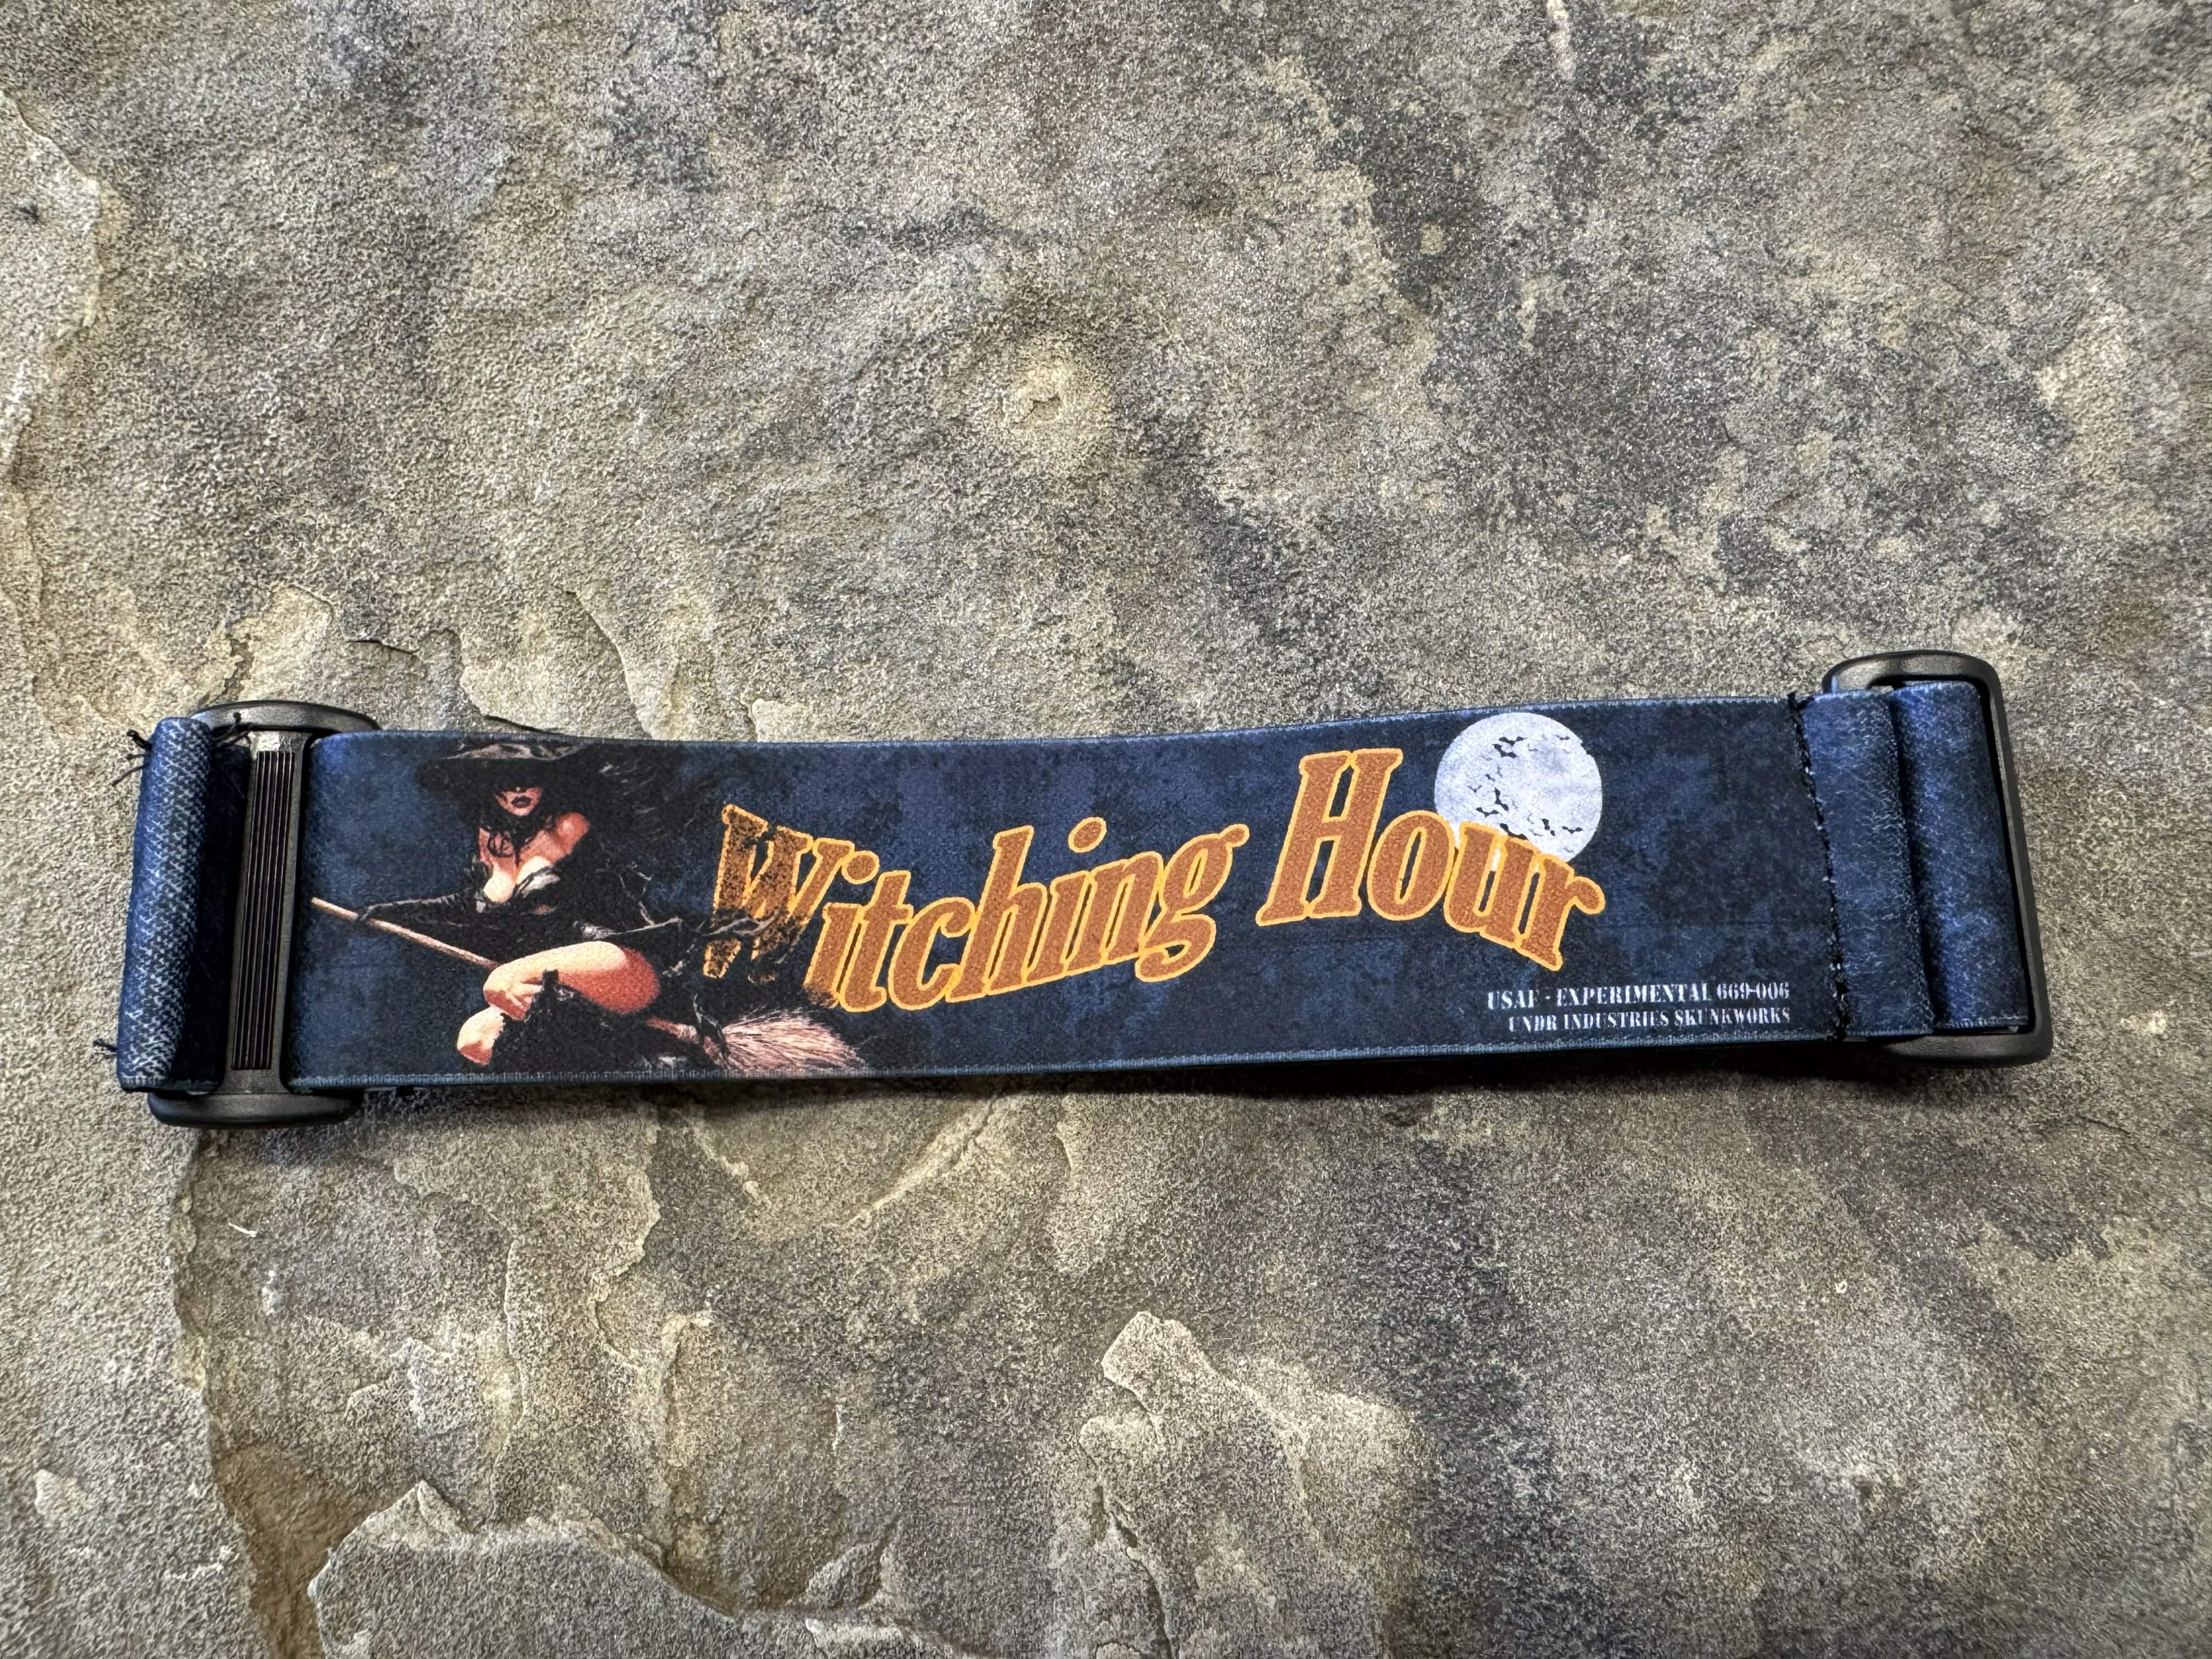 Witching Hour
USAF - EXPERIMENTAL 669-006
UNDR INDUSTRIES SKUNKWORKS